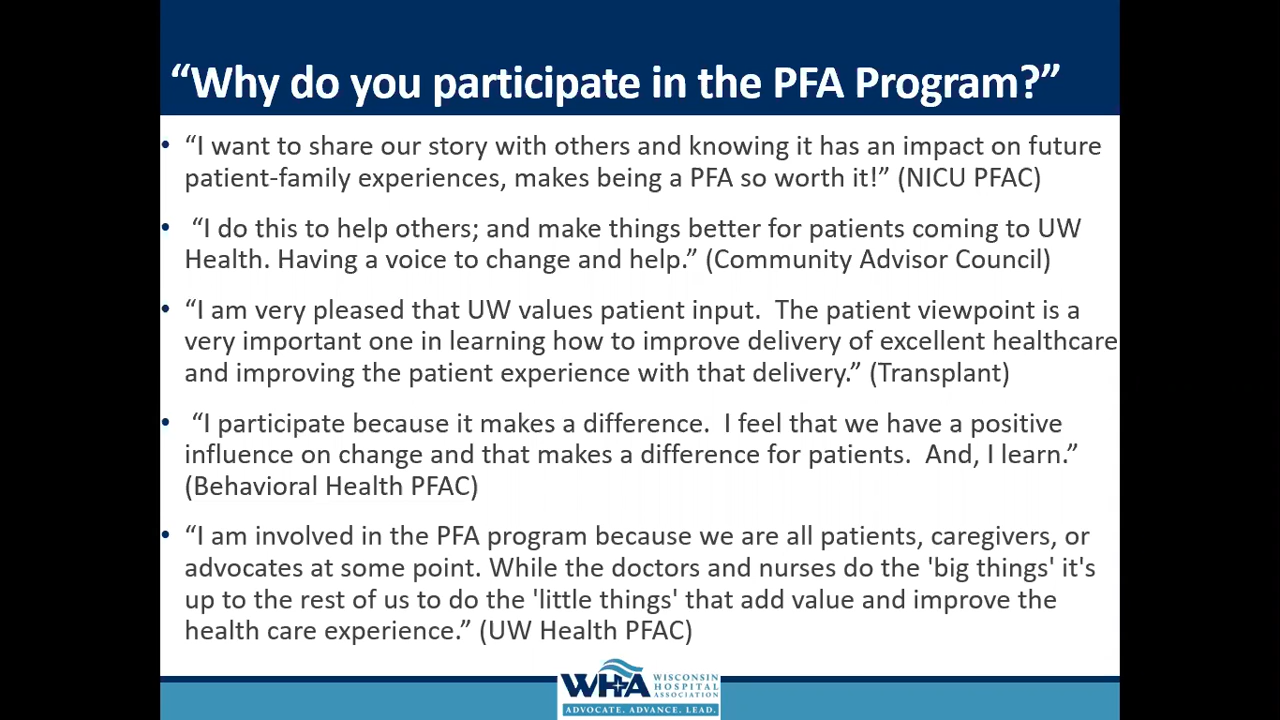 “Why do you participate in the PFA Program?”
• “I want to share our story with others and knowing it has an impact on future
patient-family experiences, makes being a PFA so worth it!” (NICU PFAC)
• “I do this to help others; and make things better for patients coming to UW
Health. Having a voice to change and help.” (Community Advisor Council)
• “I am very pleased that UW values patient input.  The patient viewpoint is a
very important one in learning how to improve delivery of excellent healthcare
and improving the patient experience with that delivery.” (Transplant)
• “I participate because it makes a difference.  I feel that we have a positive
influence on change and that makes a difference for patients.  And, I learn.”
(Behavioral Health PFAC)
• “I am involved in the PFA program because we are all patients, caregivers, or
advocates at some point. While the doctors and nurses do the 'big things' it's
up to the rest of us to do the 'little things' that add value and improve the
health care experience.” (UW Health PFAC)
WHA
WISCONSIN
HOSPITAL
ASSOCIATION
ADVOCATE. ADVANCE. LEAD.